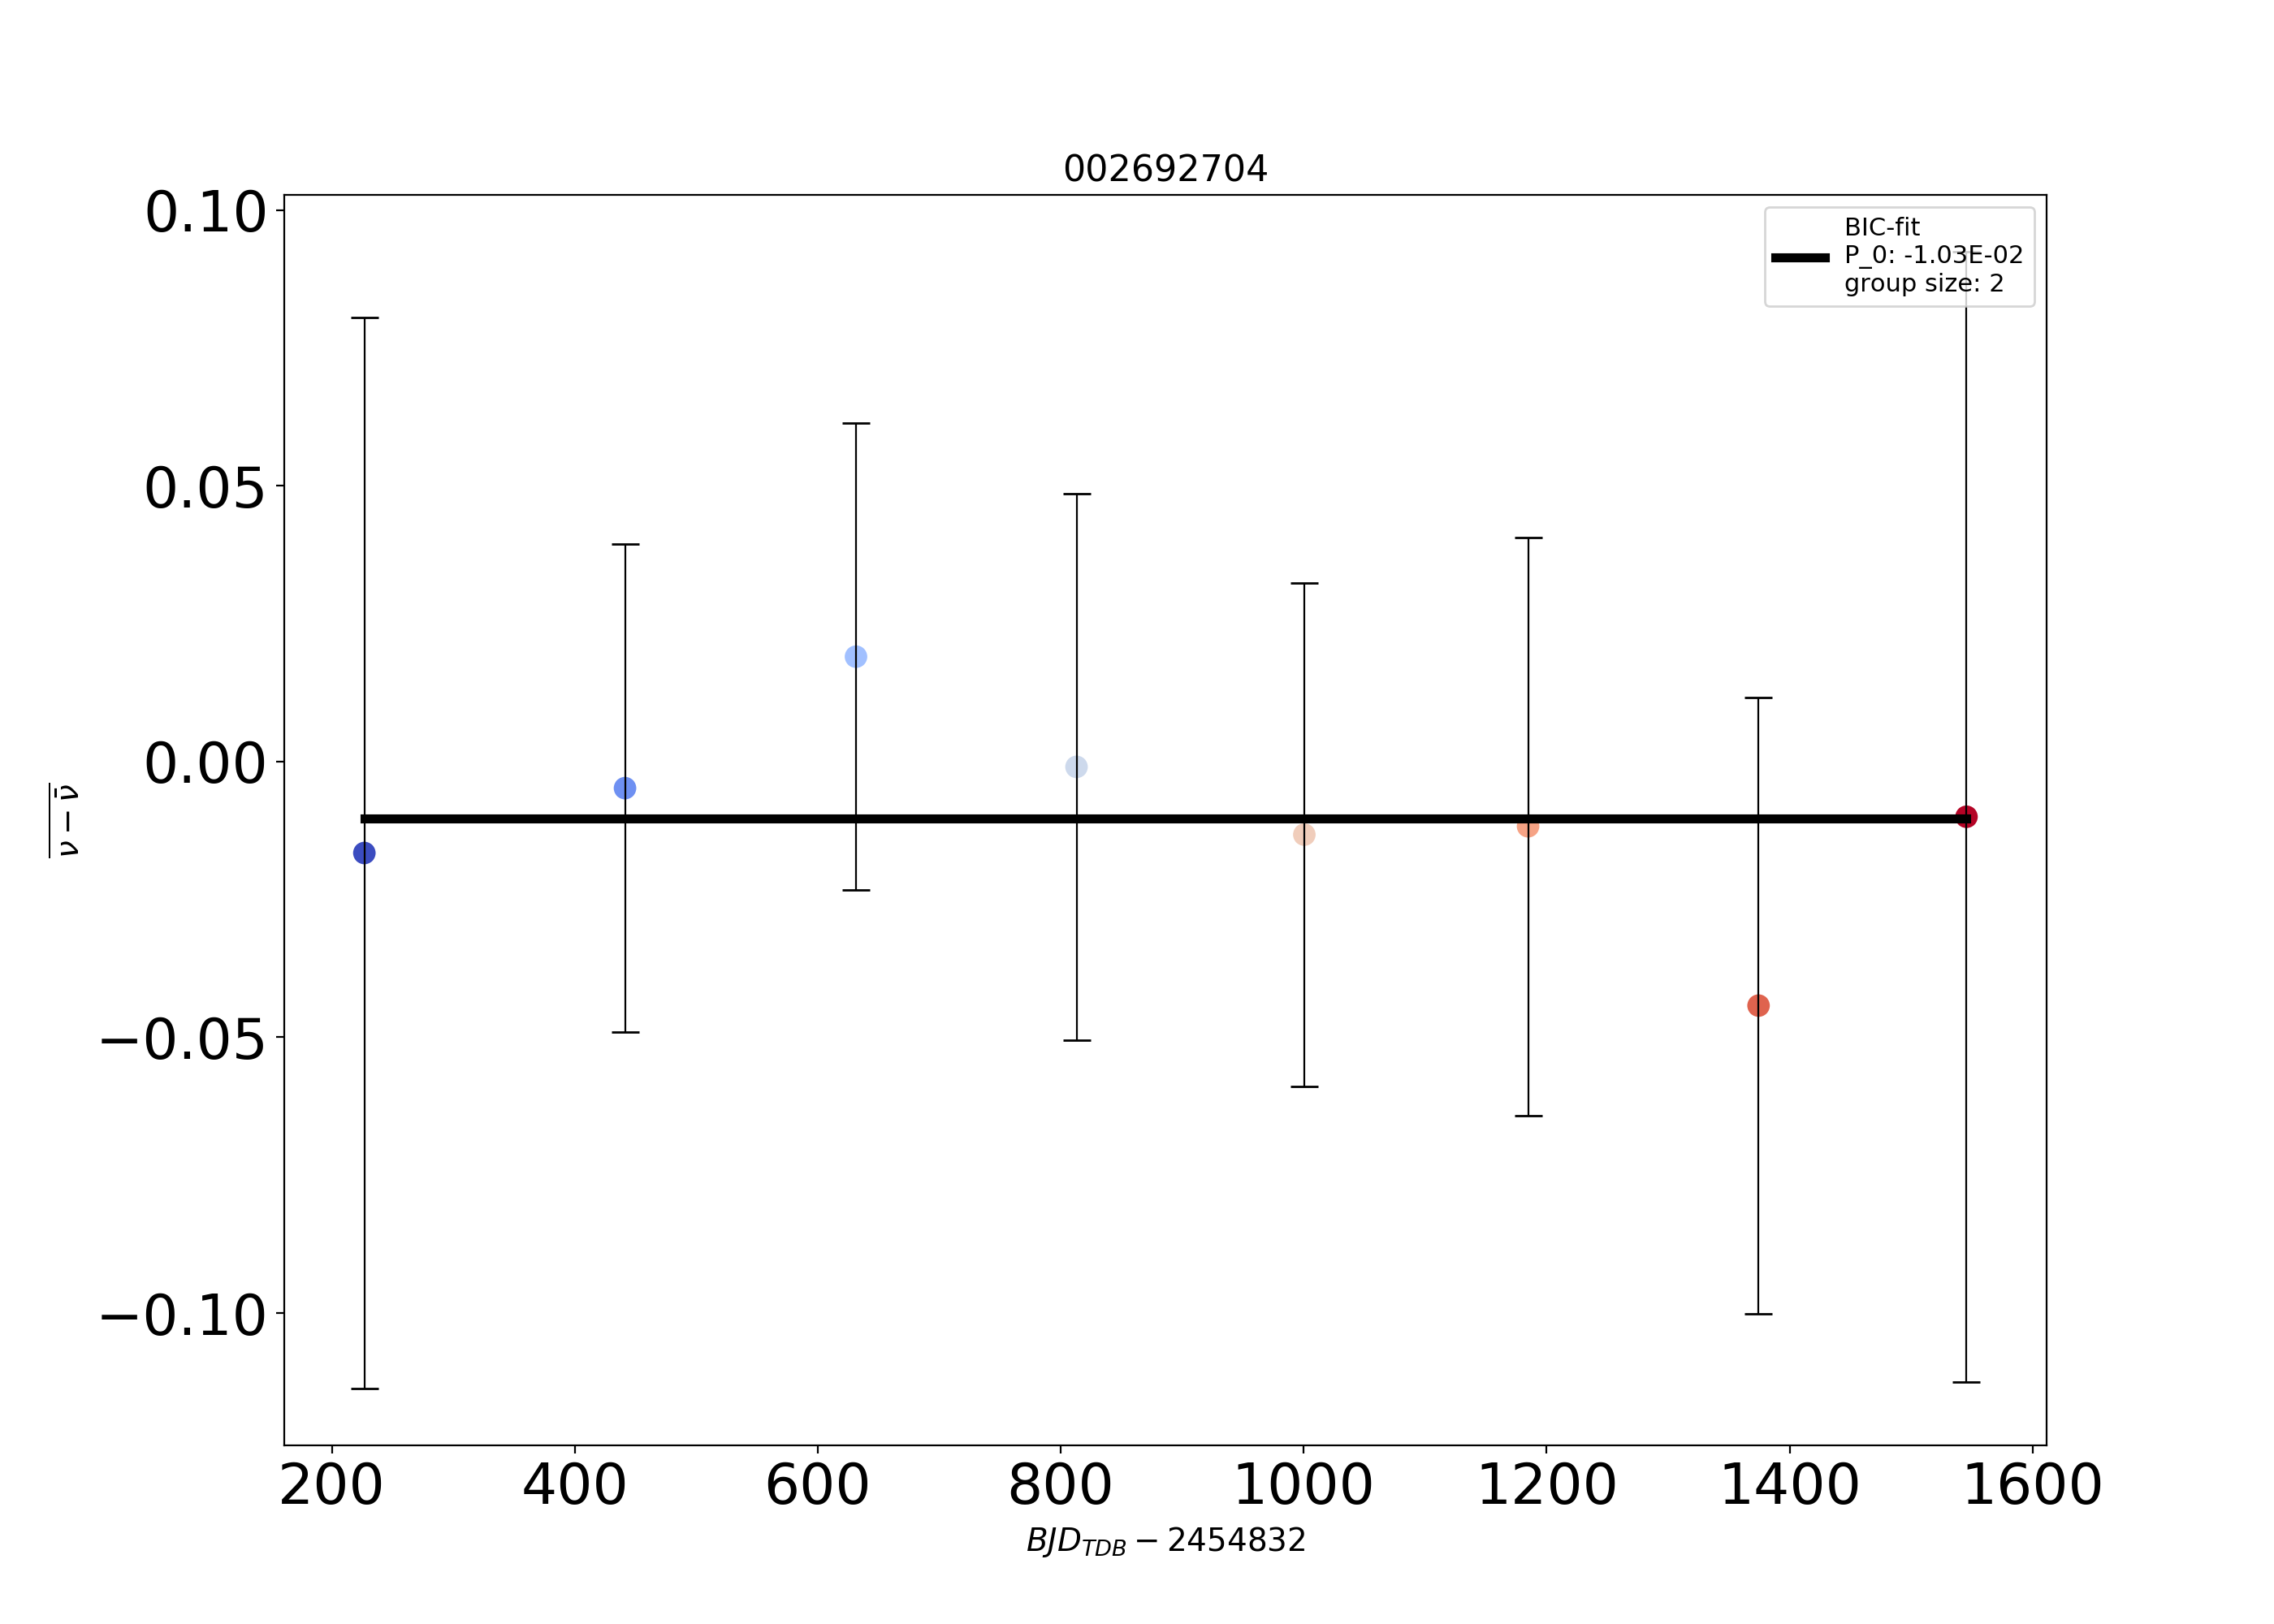 002692704
0.10
0.05
0.00
−0.05
−0.10
BIC-fit
P_0: -1.03E-02
group size: 2
ν − ν̄
200 400 600 800 1000 1200 1400 1600
BJD_TDB − 2454832